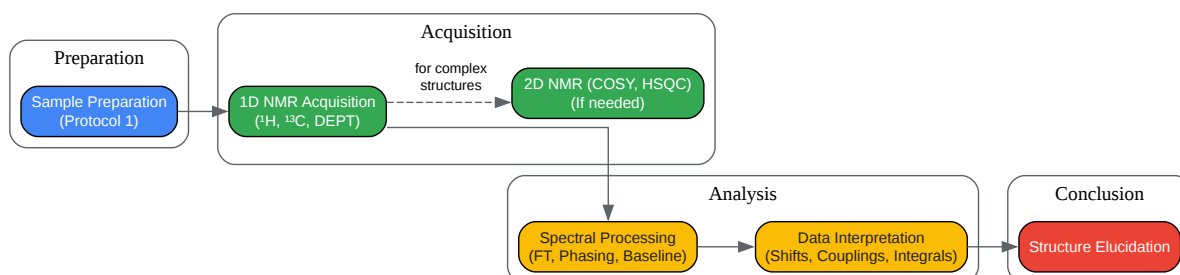 Preparation
Sample Preparation
(Protocol 1)
Acquisition
1D NMR Acquisition
(¹H, ¹³C, DEPT)
for complex
structures
2D NMR (COSY, HSQC)
(If needed)
Analysis
Spectral Processing
(FT, Phasing, Baseline)
Data Interpretation
(Shifts, Couplings, Integrals)
Conclusion
Structure Elucidation